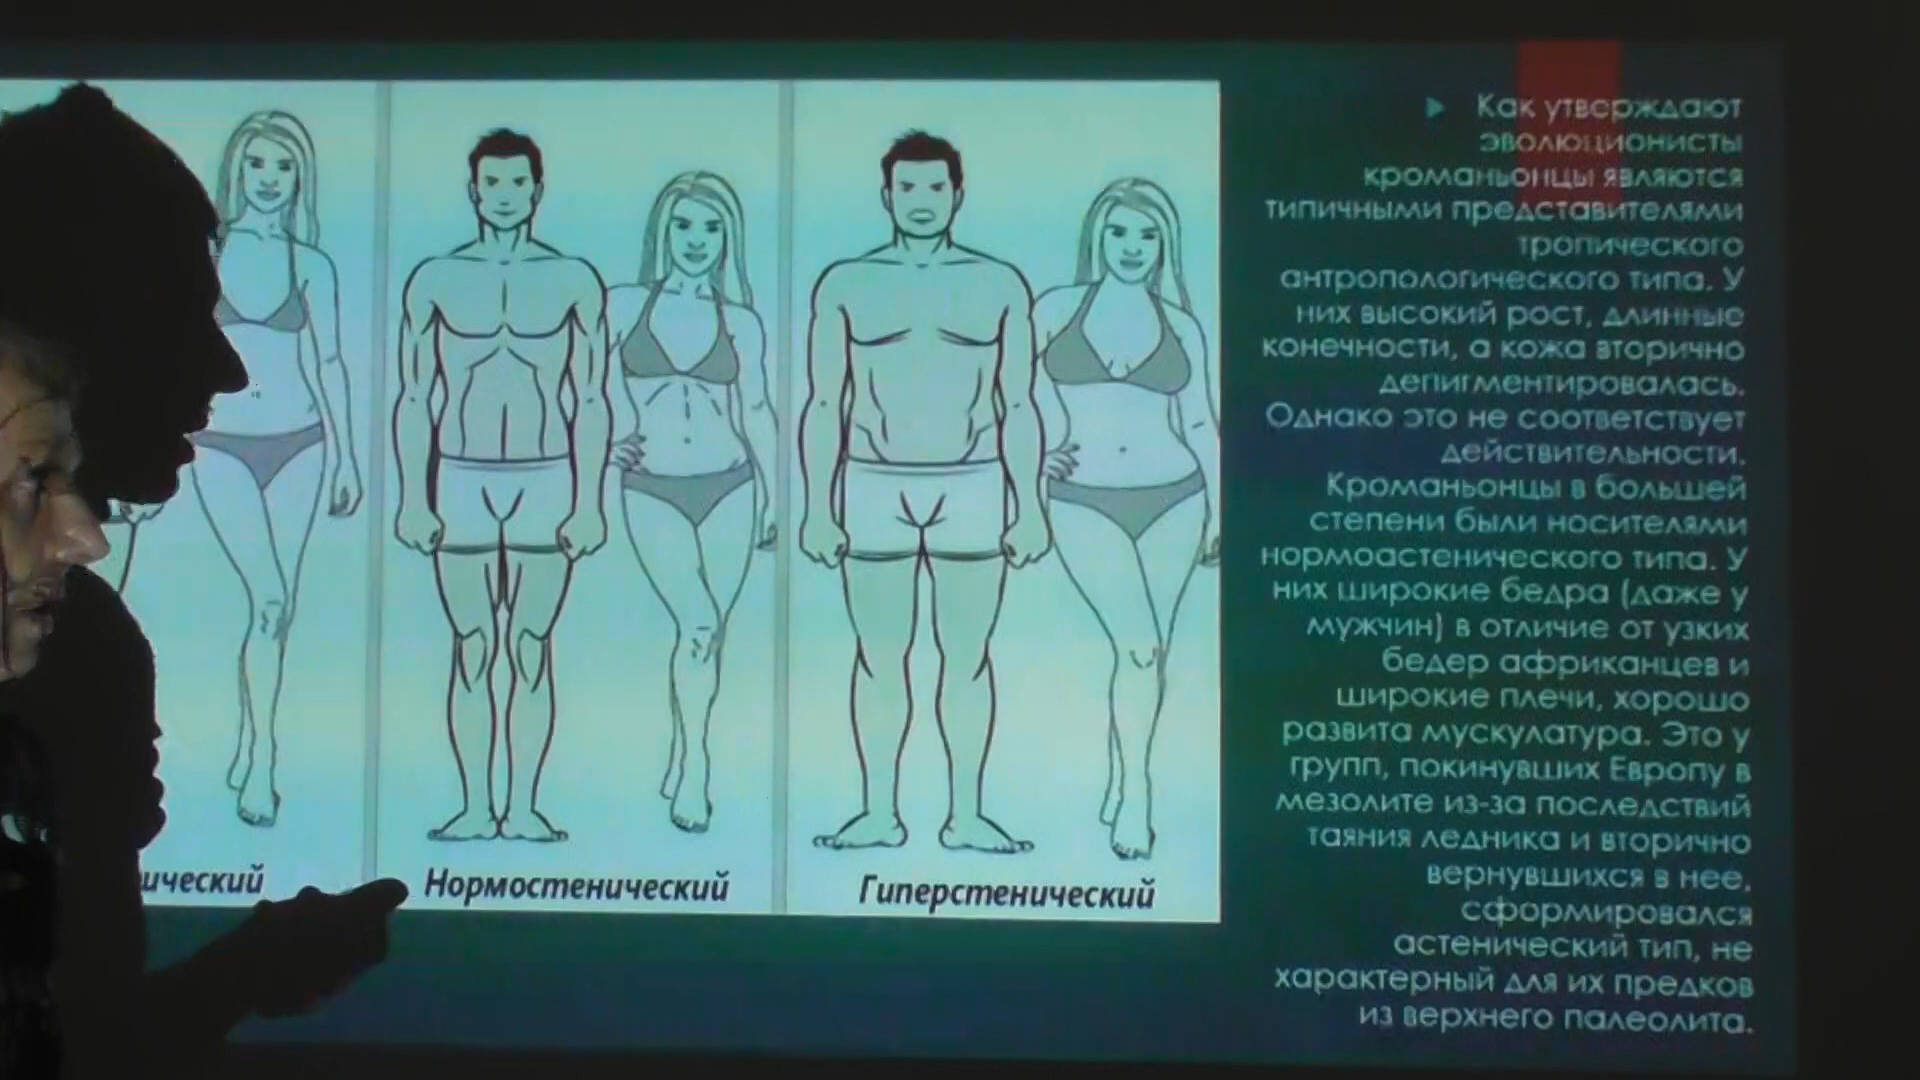 Как утверждают
эволюционисты
кроманьонцы являются
типичными представителями
тропического
антропологического типа. У
них высокий рост, длинные
конечности, а кожа вторично
депигментировалась.
Однако это не соответствует
действительности.
Кроманьонцы в большей
степени были носителями
нормоастенического типа. У
них широкие бедра (даже у
мужчин) в отличие от узких
бедер африканцев и
широкие плечи, хорошо
развита мускулатура. Это у
групп, покинувших Европу в
мезолите из-за последствий
таяния ледника и вторично
вернувшихся в нее,
сформировался
астенический тип, не
характерный для их предков
из верхнего палеолита.
ический
Нормостенический
Гиперстенический